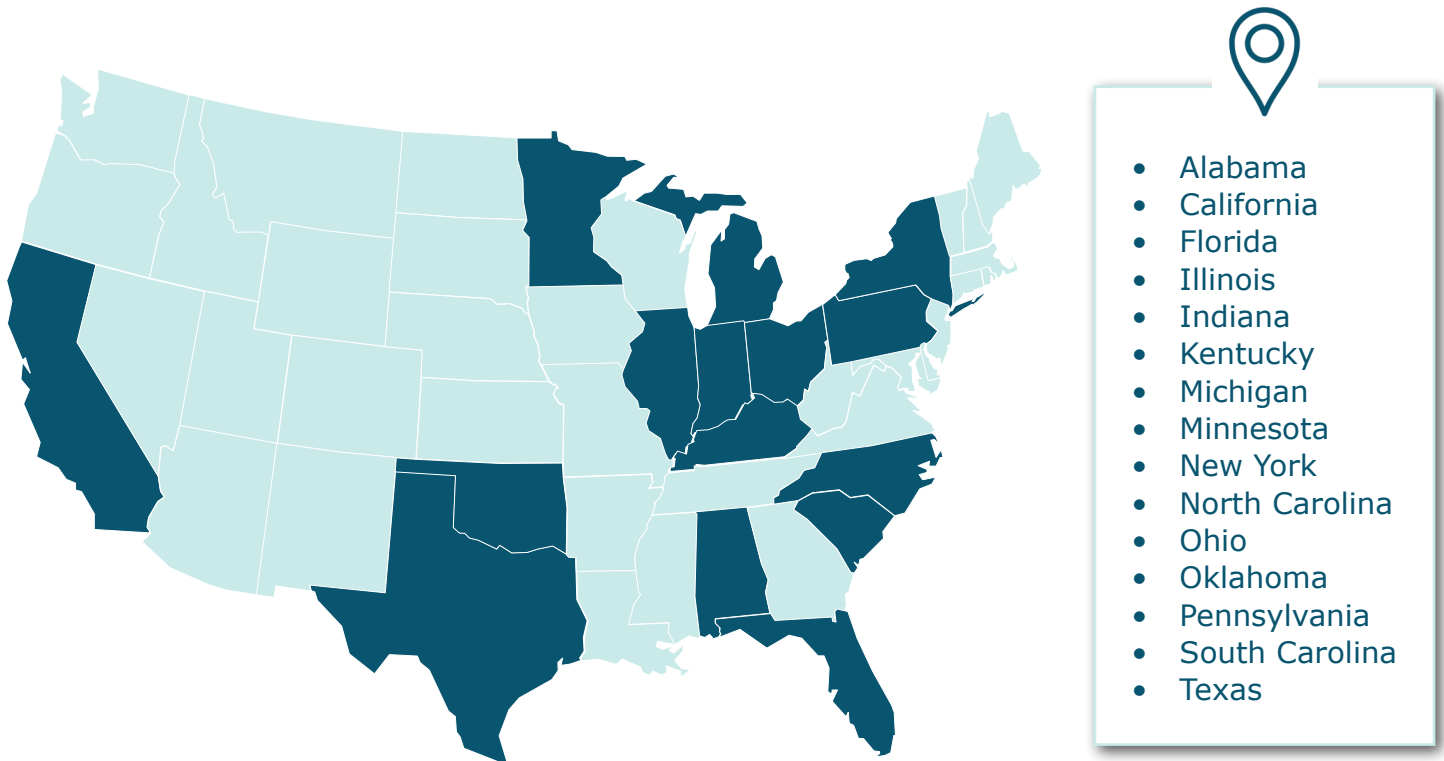 • Alabama
• California
• Florida
• Illinois
• Indiana
• Kentucky
• Michigan
• Minnesota
• New York
• North Carolina
• Ohio
• Oklahoma
• Pennsylvania
• South Carolina
• Texas